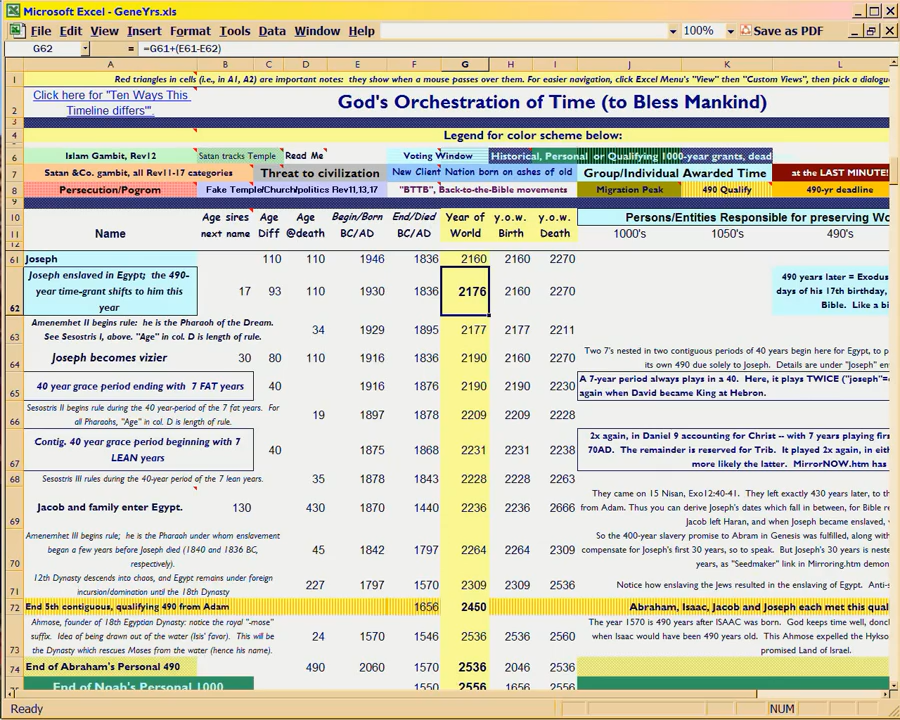 Microsoft Excel - GeneYrs.xls
File Edit View Insert Format Tools Data Window Help 100% Save as PDF
G62 = =G61+(E61-E62)
A B C D E F G H I J K L
1 Red triangles in cells (i.e., in A1, A2) are important notes: they show when a mouse passes over them. For easier navigation, click Excel Menu's "View" then "Custom Views", then pick a dialogue
Click here for "Ten Ways This
Timeline differs'".
2 God's Orchestration of Time (to Bless Mankind)
3
4 Legend for color scheme below:
6 Islam Gambit, Rev12 Satan tracks Temple Read Me Voting Window Historical, Personal or Qualifying 1000-year grants, dead
7 Satan &Co. gambit, all Rev11-17 categories Threat to civilization New Client Nation born on ashes of old Group/Individual Awarded Time at the LAST MINUTE!
8 Persecution/Pogrom Fake Temple/Church/politics Rev11,13,17 "BTTB", Back-to-the-Bible movements Migration Peak 490 Qualify 490-yr deadline
9
10 Age sires Age Age Begin/Born End/Died Year of y.o.w. y.o.w. Persons/Entities Responsible for preserving Wo
11 Name next name Diff @death BC/AD BC/AD World Birth Death 1000's 1050's 490's
12
61 Joseph 110 110 1946 1836 2160 2160 2270
Joseph enslaved in Egypt; the 490-
year time-grant shifts to him this
year
62 17 93 110 1930 1836 2176 2160 2270
490 years later = Exodus
days of his 17th birthday,
Bible. Like a bi
Amenemhet II begins rule: he is the Pharaoh of the Dream.
See Sesostris I, above. "Age" in col. D is length of rule.
63 34 1929 1895 2177 2177 2211
64 Joseph becomes vizier 30 80 110 1916 1836 2190 2160 2270
Two 7's nested in two contiguous periods of 40 years begin here for Egypt, to p
its own 490 due solely to Joseph. Details are under "Joseph" en
65 40 year grace period ending with 7 FAT years 40 1916 1876 2190 2190 2230
A 7-year period always plays in a 40. Here, it plays TWICE ("joseph"=
again when David became King at Hebron.
Sesostris II begins rule during the 40 year-period of the 7 fat years. For
all Pharaohs, "Age" in col. D is length of rule.
66 19 1897 1878 2209 2209 2228
Contig. 40 year grace period beginning with 7
LEAN years
67 40 1875 1868 2231 2231 2238
2x again, in Daniel 9 accounting for Christ -- with 7 years playing firs
70AD. The remainder is reserved for Trib. It played 2x again, in eith
more likely the latter. MirrorNOW.htm has
68 Sesostris III rules during the 40-year period of the 7 lean years. 35 1878 1843 2228 2228 2263
69 Jacob and family enter Egypt. 130 430 1870 1440 2236 2236 2666
They came on 15 Nisan, Exo12:40-41. They left exactly 430 years later, to th
from Adam. Thus you can derive Joseph's dates which fall in between, for Bible re
Jacob left Haran, and when Joseph became enslaved,
Amenemhet III begins rule; he is the Pharaoh under whom enslavement
began a few years before Joseph died (1840 and 1836 BC,
respectively).
70 45 1842 1797 2264 2264 2309
So the 400-year slavery promise to Abram in Genesis was fulfilled, along with
compensate for Joseph's first 30 years, so to speak. But Joseph's 30 years is neste
years, as "Seedmaker" link in Mirroring.htm demon
12th Dynasty descends into chaos, and Egypt remains under foreign
incursion/domination until the 18th Dynasty
71 227 1797 1570 2309 2309 2536
Notice how enslaving the Jews resulted in the enslaving of Egypt. Anti-s
72 End 5th contiguous, qualifying 490 from Adam 1656 2450 Abraham, Isaac, Jacob and Joseph each met this qual
Ahmose, founder of 18th Egyptian Dynasty: notice the royal "-mose"
suffix. Idea of being drawn out of the water (Isis' favor). This will be
the Dynasty which rescues Moses from the water (hence his name).
73 24 1570 1546 2536 2536 2560
The year 1570 is 490 years after ISAAC was born. God keeps time well, donc
when Isaac would have been 490 years old. This Ahmose expelled the Hykso
promised Land of Israel.
74 End of Abraham's Personal 490 490 2060 1570 2536 2046 2536
End of Noah's Personal 1000 1550 2556 1656 2556
Ready NUM